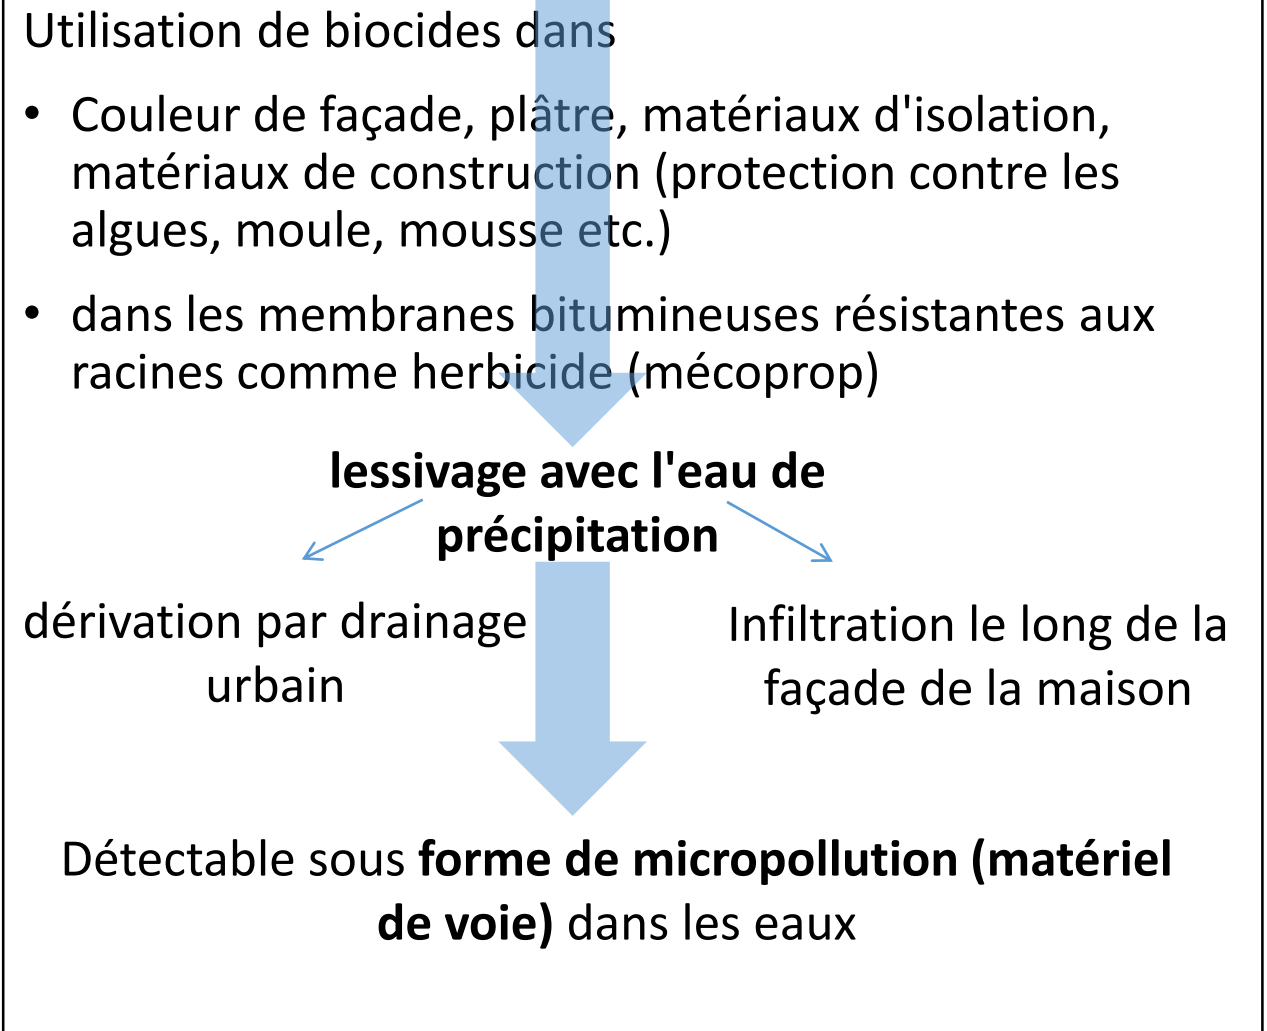 Utilisation de biocides dans
• Couleur de façade, plâtre, matériaux d'isolation,
matériaux de construction (protection contre les
algues, moule, mousse etc.)
• dans les membranes bitumineuses résistantes aux
racines comme herbicide (mécoprop)
lessivage avec l'eau de
précipitation
dérivation par drainage
urbain
Infiltration le long de la
façade de la maison
Détectable sous forme de micropollution (matériel
de voie) dans les eaux